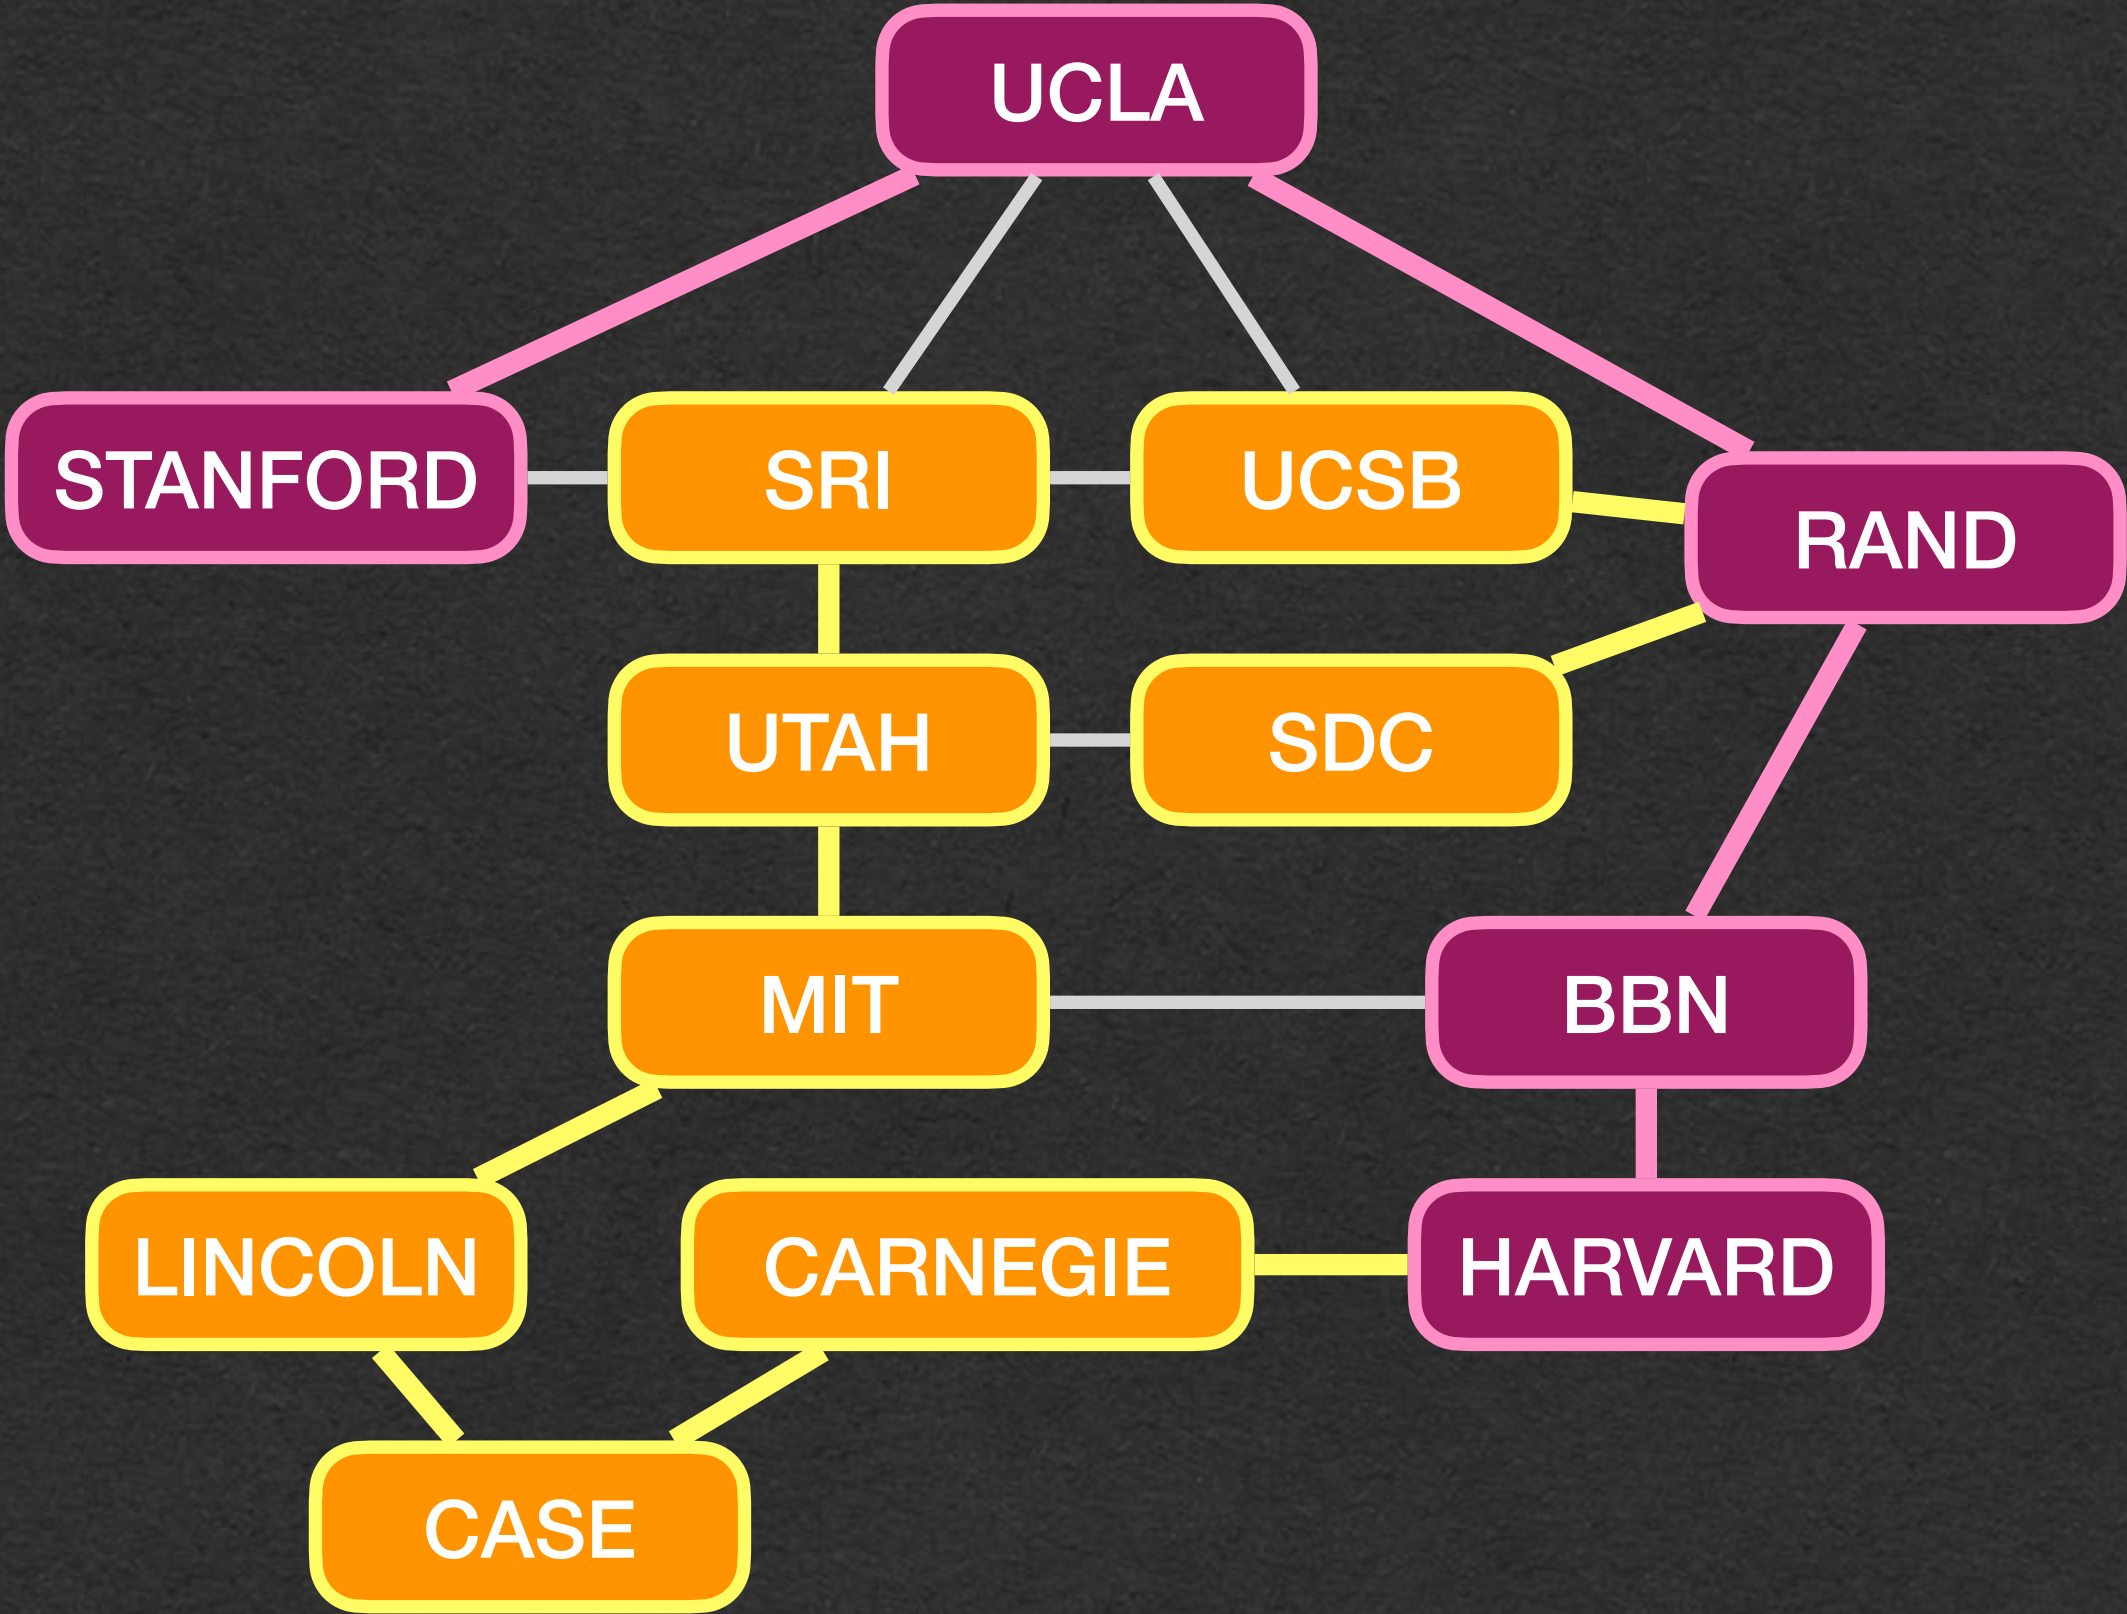 UCLA
STANFORD
SRI
UCSB
RAND
UTAH
SDC
MIT
BBN
LINCOLN
CARNEGIE
HARVARD
CASE